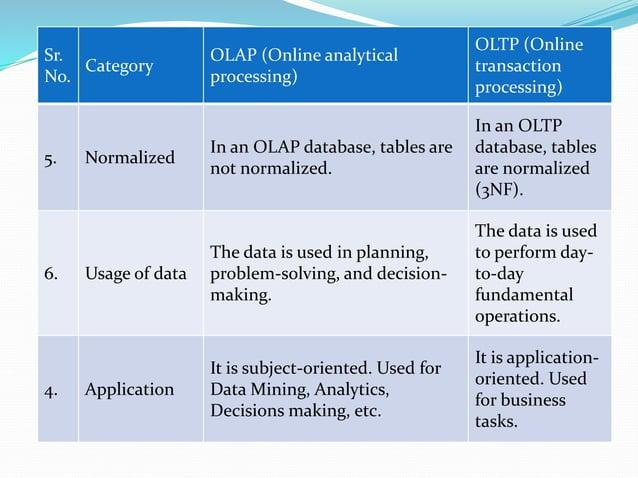 Sr.
No.
Category
OLAP (Online analytical
processing)
OLTP (Online
transaction
processing)
5.
Normalized
In an OLAP database, tables are
not normalized.
In an OLTP
database, tables
are normalized
(3NF).
6.
Usage of data
The data is used in planning,
problem-solving, and decision-
making.
The data is used
to perform day-
to-day
fundamental
operations.
4.
Application
It is subject-oriented. Used for
Data Mining, Analytics,
Decisions making, etc.
It is application-
oriented. Used
for business
tasks.